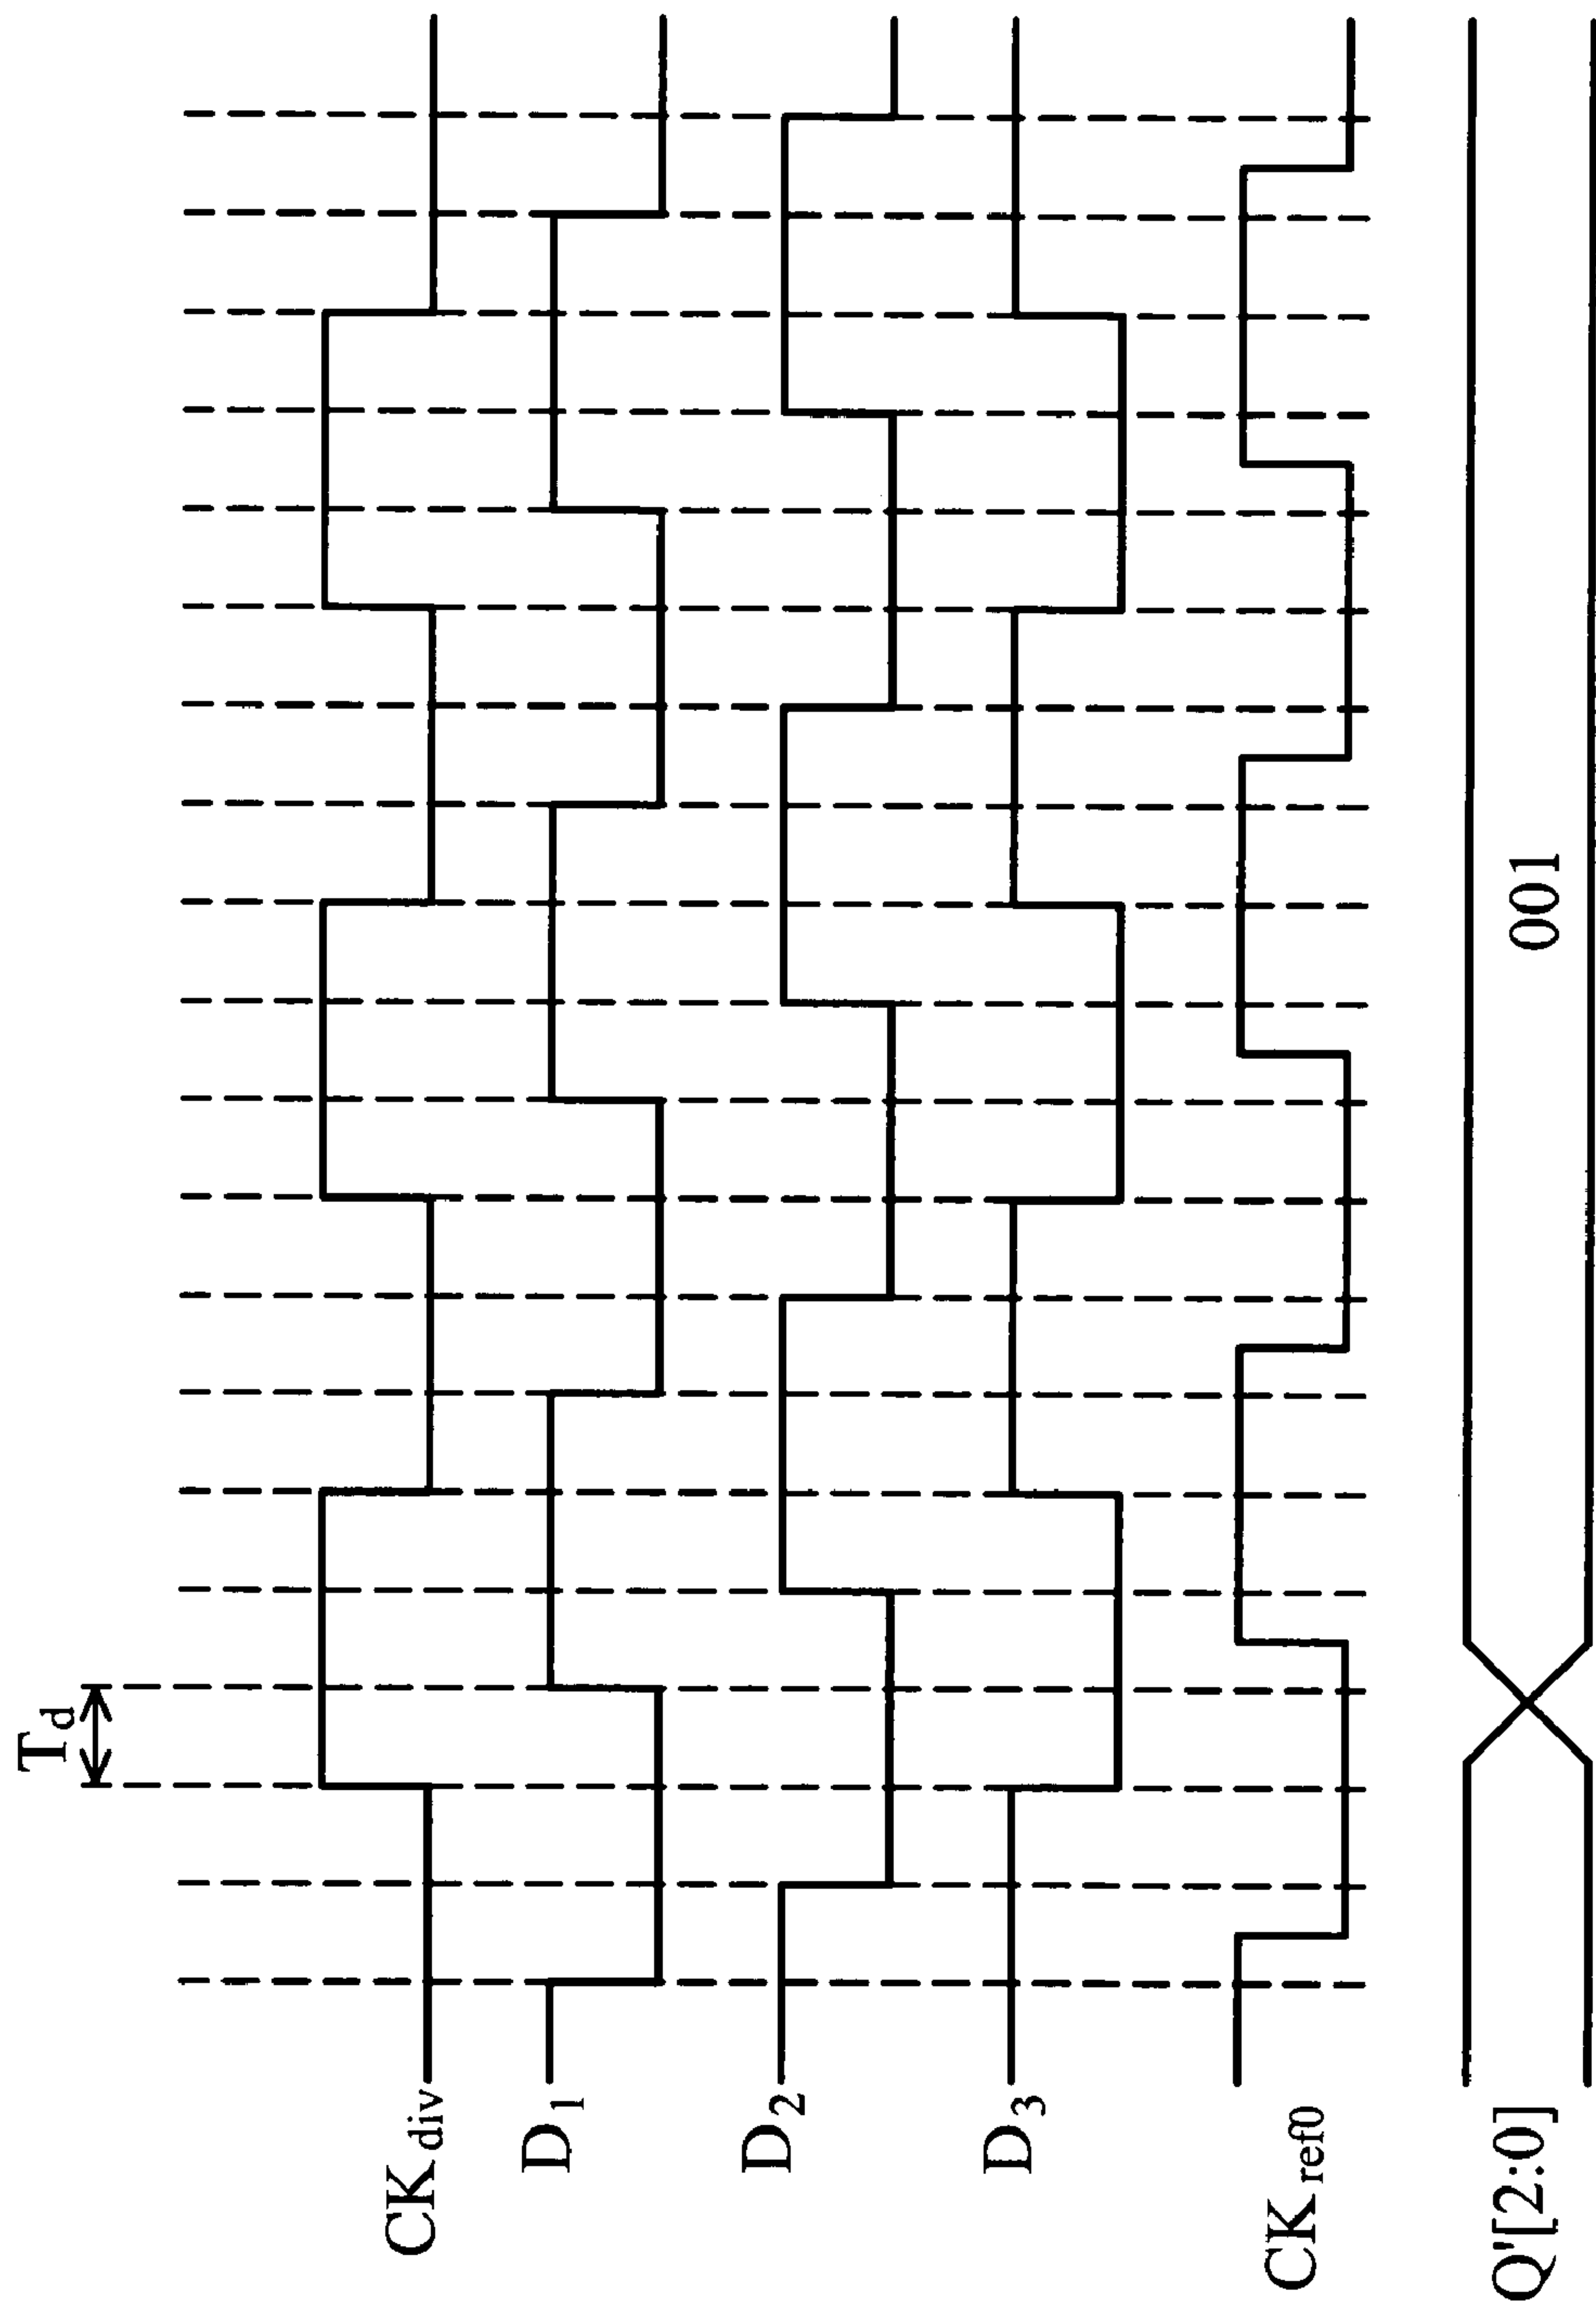 T_d
CK_div
D_1
D_2
D_3
CK_ref0
Q'[2:0]
001